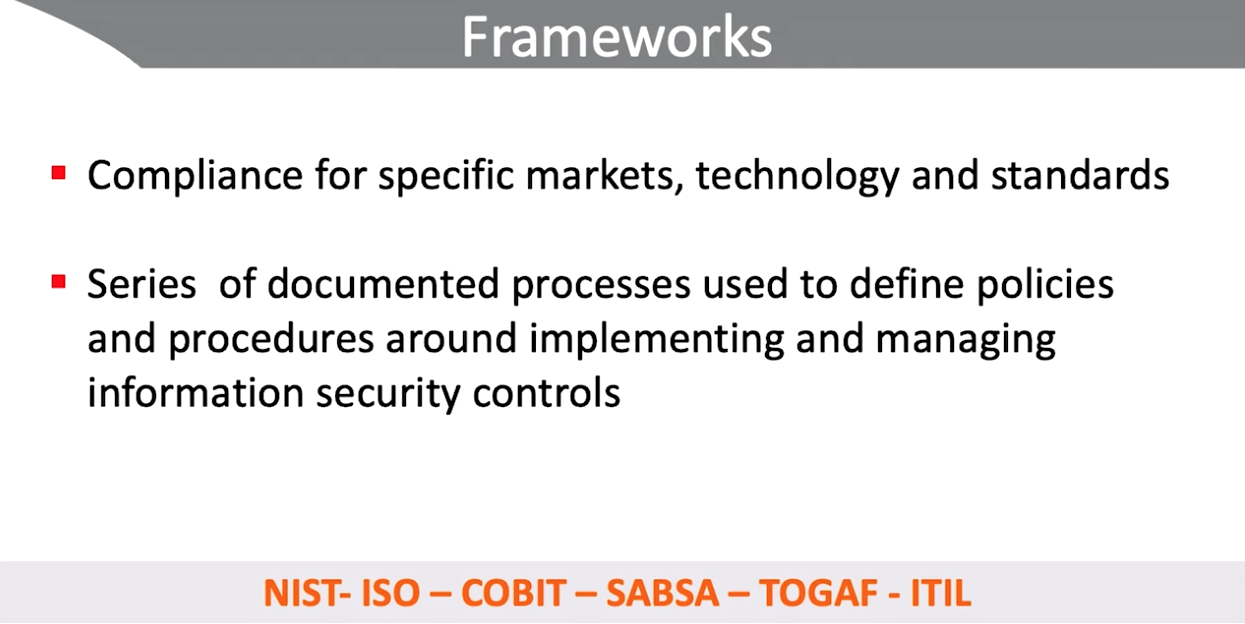 Frameworks
Compliance for specific markets, technology and standards
Series  of documented processes used to define policies
and procedures around implementing and managing
information security controls
NIST- ISO – COBIT – SABSA – TOGAF - ITIL